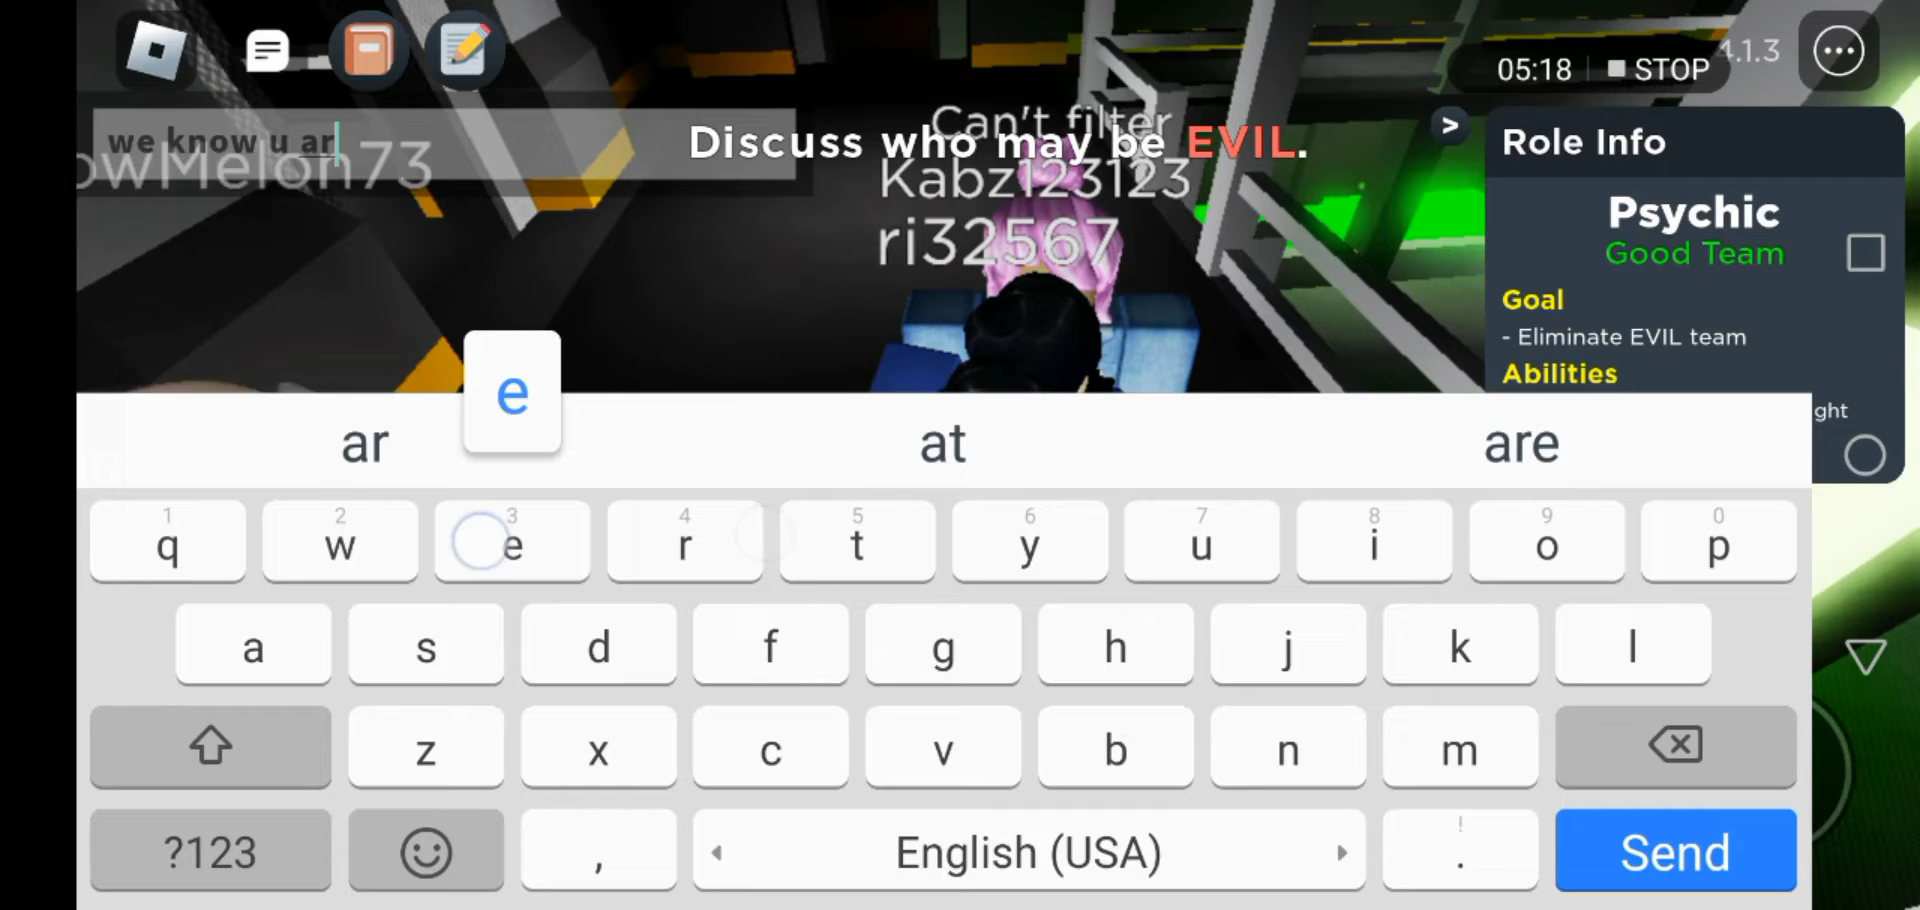 05:18 STOP 4.1.3
we know u ar
owMelon73
Can't filter
Discuss who may be EVIL.
Kabz123123
ri32567
>
Role Info
Psychic
Good Team
Goal
- Eliminate EVIL team
Abilities
ght
e
ar at are
1 2 3 4 5 6 7 8 9 0
q w e r t y u i o p
a s d f g h j k l
z x c v b n m
!
?123 , English (USA) . Send